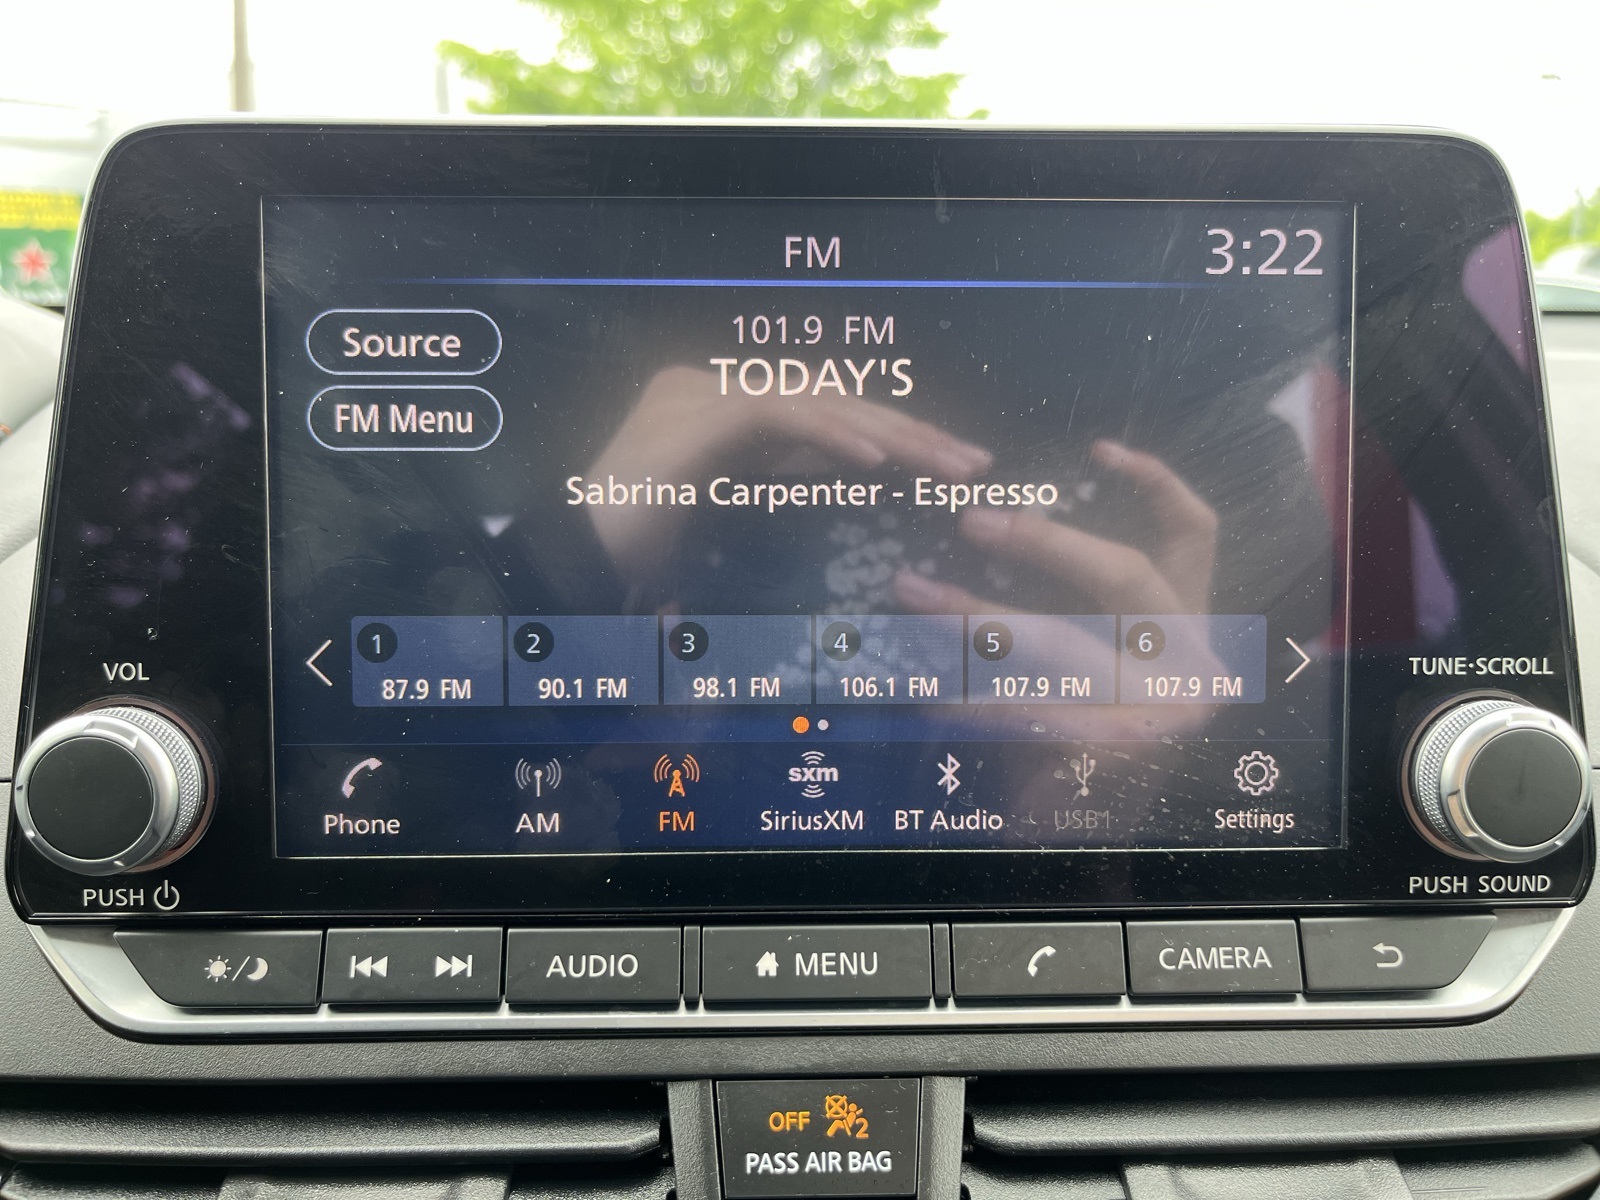 FM
3:22
Source
101.9 FM
TODAY'S
FM Menu
Sabrina Carpenter - Espresso
1
2
3
4
5
6
87.9 FM
90.1 FM
98.1 FM
106.1 FM
107.9 FM
107.9 FM
VOL
TUNE·SCROLL
sxm
Phone
AM
FM
SiriusXM
BT Audio
USB1
Settings
PUSH
PUSH SOUND
AUDIO
MENU
CAMERA
OFF
2
PASS AIR BAG